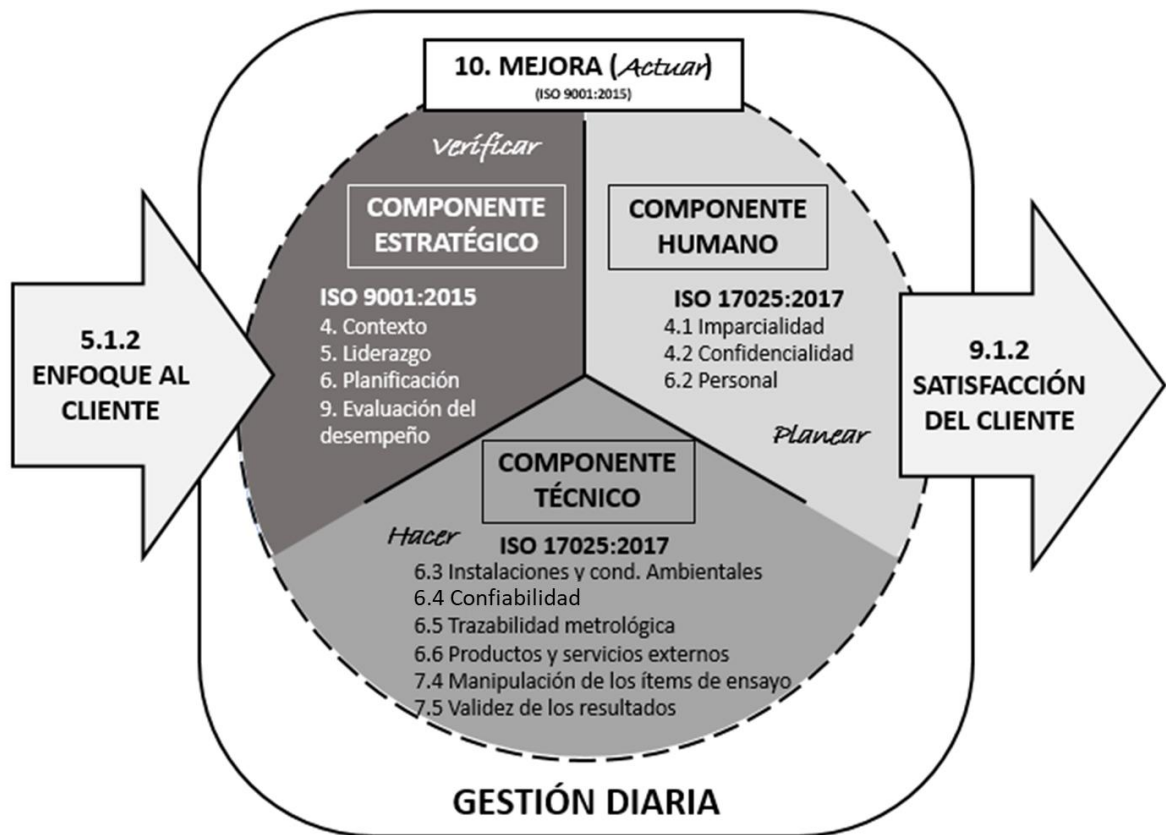 10. MEJORA (Actuar)
(ISO 9001:2015)
Verificar
COMPONENTE
ESTRATÉGICO
ISO 9001:2015
4. Contexto
5. Liderazgo
6. Planificación
9. Evaluación del
desempeño
COMPONENTE
HUMANO
ISO 17025:2017
4.1 Imparcialidad
4.2 Confidencialidad
6.2 Personal
Planear
5.1.2
ENFOQUE AL
CLIENTE
9.1.2
SATISFACCIÓN
DEL CLIENTE
COMPONENTE
TÉCNICO
Hacer
ISO 17025:2017
6.3 Instalaciones y cond. Ambientales
6.4 Confiabilidad
6.5 Trazabilidad metrológica
6.6 Productos y servicios externos
7.4 Manipulación de los ítems de ensayo
7.5 Validez de los resultados
GESTIÓN DIARIA